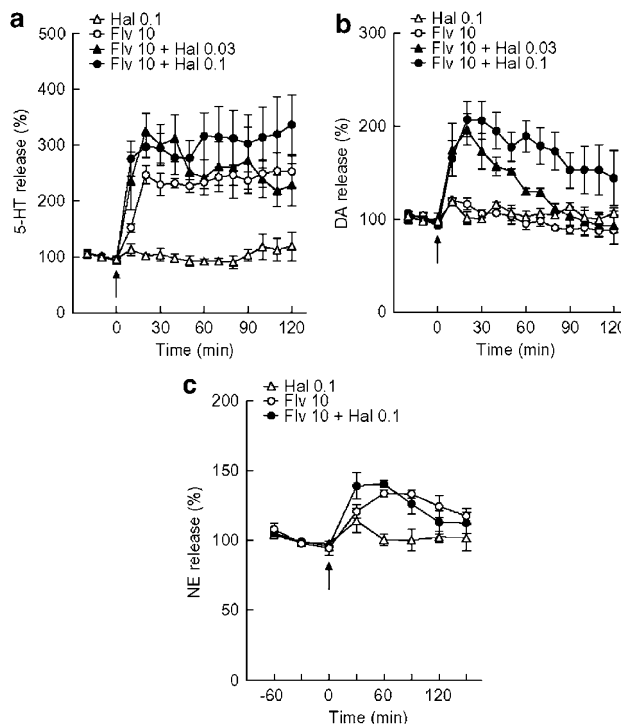 a
Hal 0.1
Flv 10
Flv 10 + Hal 0.03
Flv 10 + Hal 0.1
5-HT release (%)
500
400
300
200
100
0
0 30 60 90 120
Time (min)
b
Hal 0.1
Flv 10
Flv 10 + Hal 0.03
Flv 10 + Hal 0.1
DA release (%)
300
200
100
0
0 30 60 90 120
Time (min)
c
Hal 0.1
Flv 10
Flv 10 + Hal 0.1
NE release (%)
200
150
100
50
0
-60 0 60 120
Time (min)